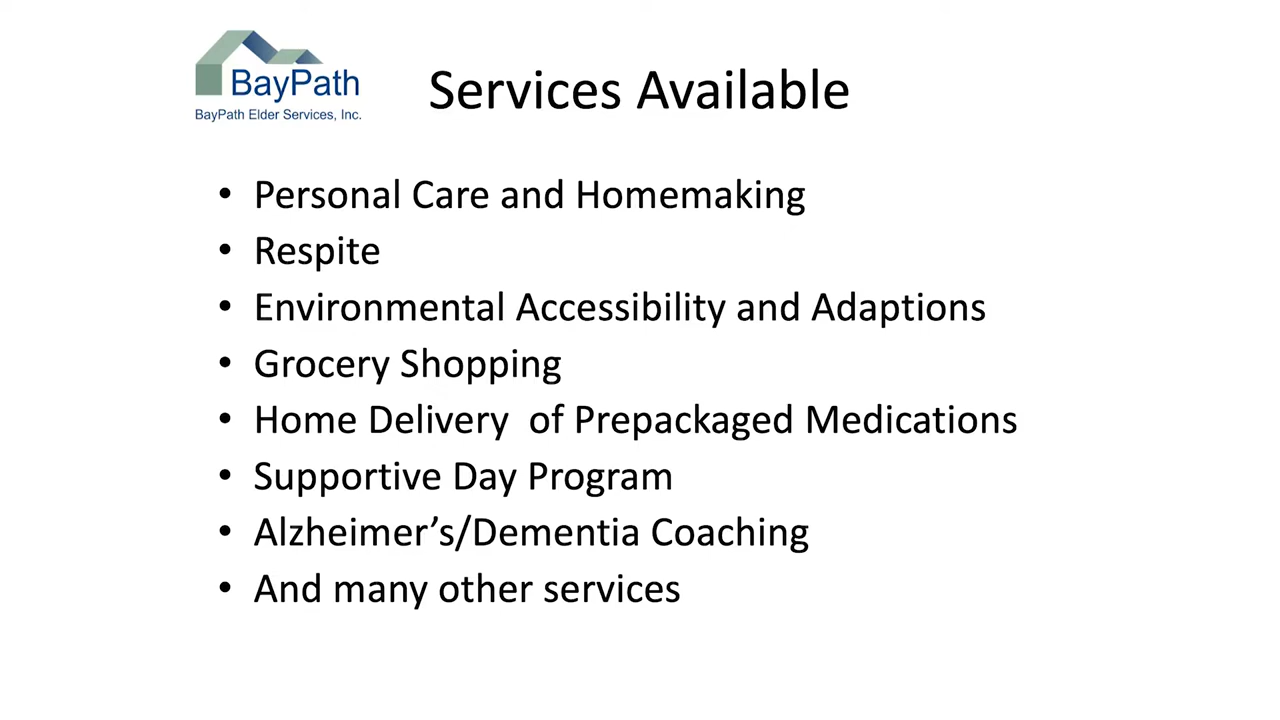 BayPath
BayPath Elder Services, Inc.
Services Available
• Personal Care and Homemaking
• Respite
• Environmental Accessibility and Adaptions
• Grocery Shopping
• Home Delivery  of Prepackaged Medications
• Supportive Day Program
• Alzheimer’s/Dementia Coaching
• And many other services